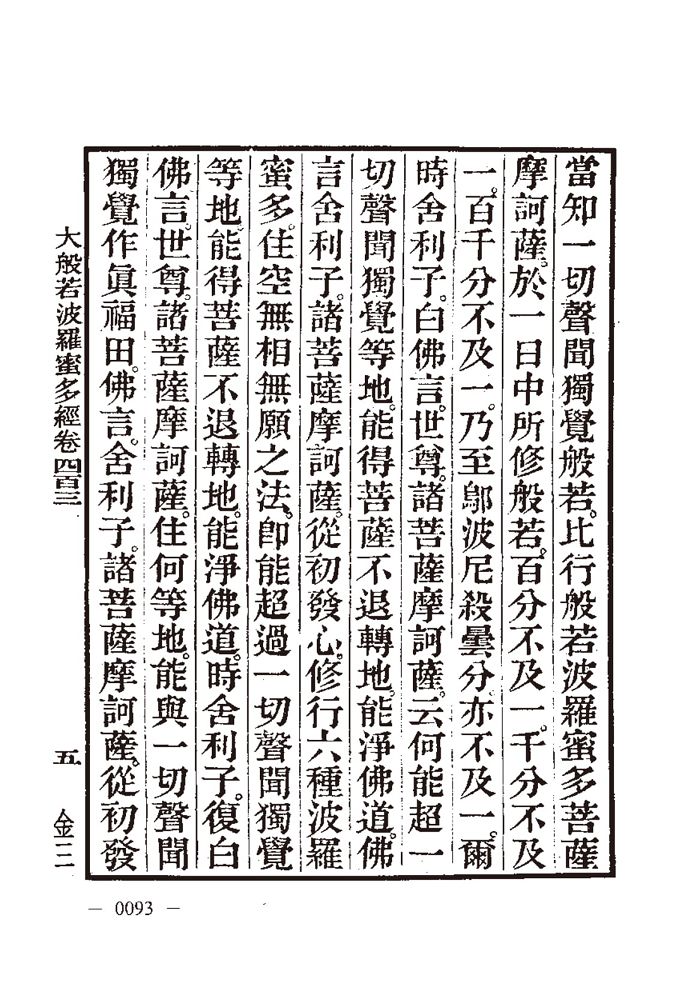 當知一切聲聞獨覺般若。比行般若波羅蜜多菩薩
摩訶薩。於一日中所修般若。百分不及一。千分不及
一。百千分不及一。乃至鄔波尼殺曇分。亦不及一。爾
時舍利子。白佛言。世尊。諸菩薩摩訶薩。云何能超一
切聲聞獨覺等地。能得菩薩不退轉地。能淨佛道。佛
言舍利子。諸菩薩摩訶薩。從初發心。修行六種波羅
蜜多。住空無相無願之法。卽能超過一切聲聞獨覺
等地。能得菩薩不退轉地。能淨佛道。時舍利子。復白
佛言。世尊。諸菩薩摩訶薩。住何等地。能與一切聲聞
獨覺作眞福田。佛言。舍利子。諸菩薩摩訶薩。從初發
大般若波羅蜜多經卷四百三
五
金三
— 0093 —